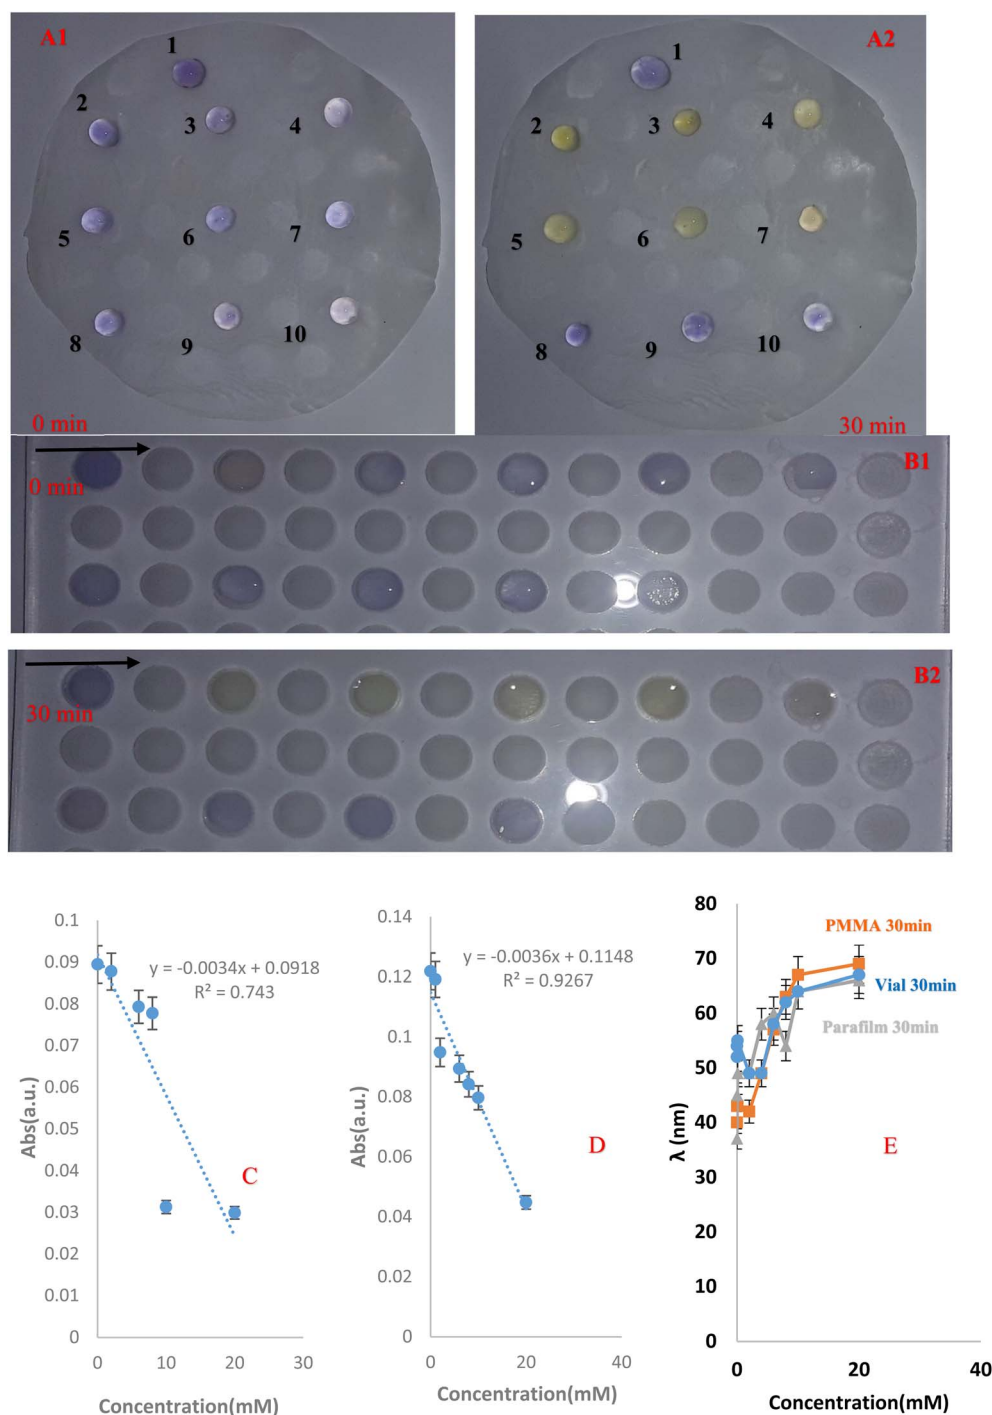 A1
1
2
3
4
5
6
7
8
9
10
0 min
A2
1
2
3
4
5
6
7
8
9
10
30 min
B1
0 min
B2
30 min
0.1
0.09
0.08
0.07
0.06
0.05
0.04
0.03
0.02
0.01
0
Abs(a.u.)
y = -0.0034x + 0.0918
R² = 0.743
C
0
20
40
Concentration(mM)
0.14
0.12
0.1
0.08
0.06
0.04
0.02
0
Abs(a.u.)
y = -0.0036x + 0.1148
R² = 0.9267
D
0
20
40
Concentration(mM)
80
70
60
50
40
30
20
10
0
λ (nm)
PMMA 30min
Vial 30min
Parafilm 30min
E
0
20
40
Concentration(mM)